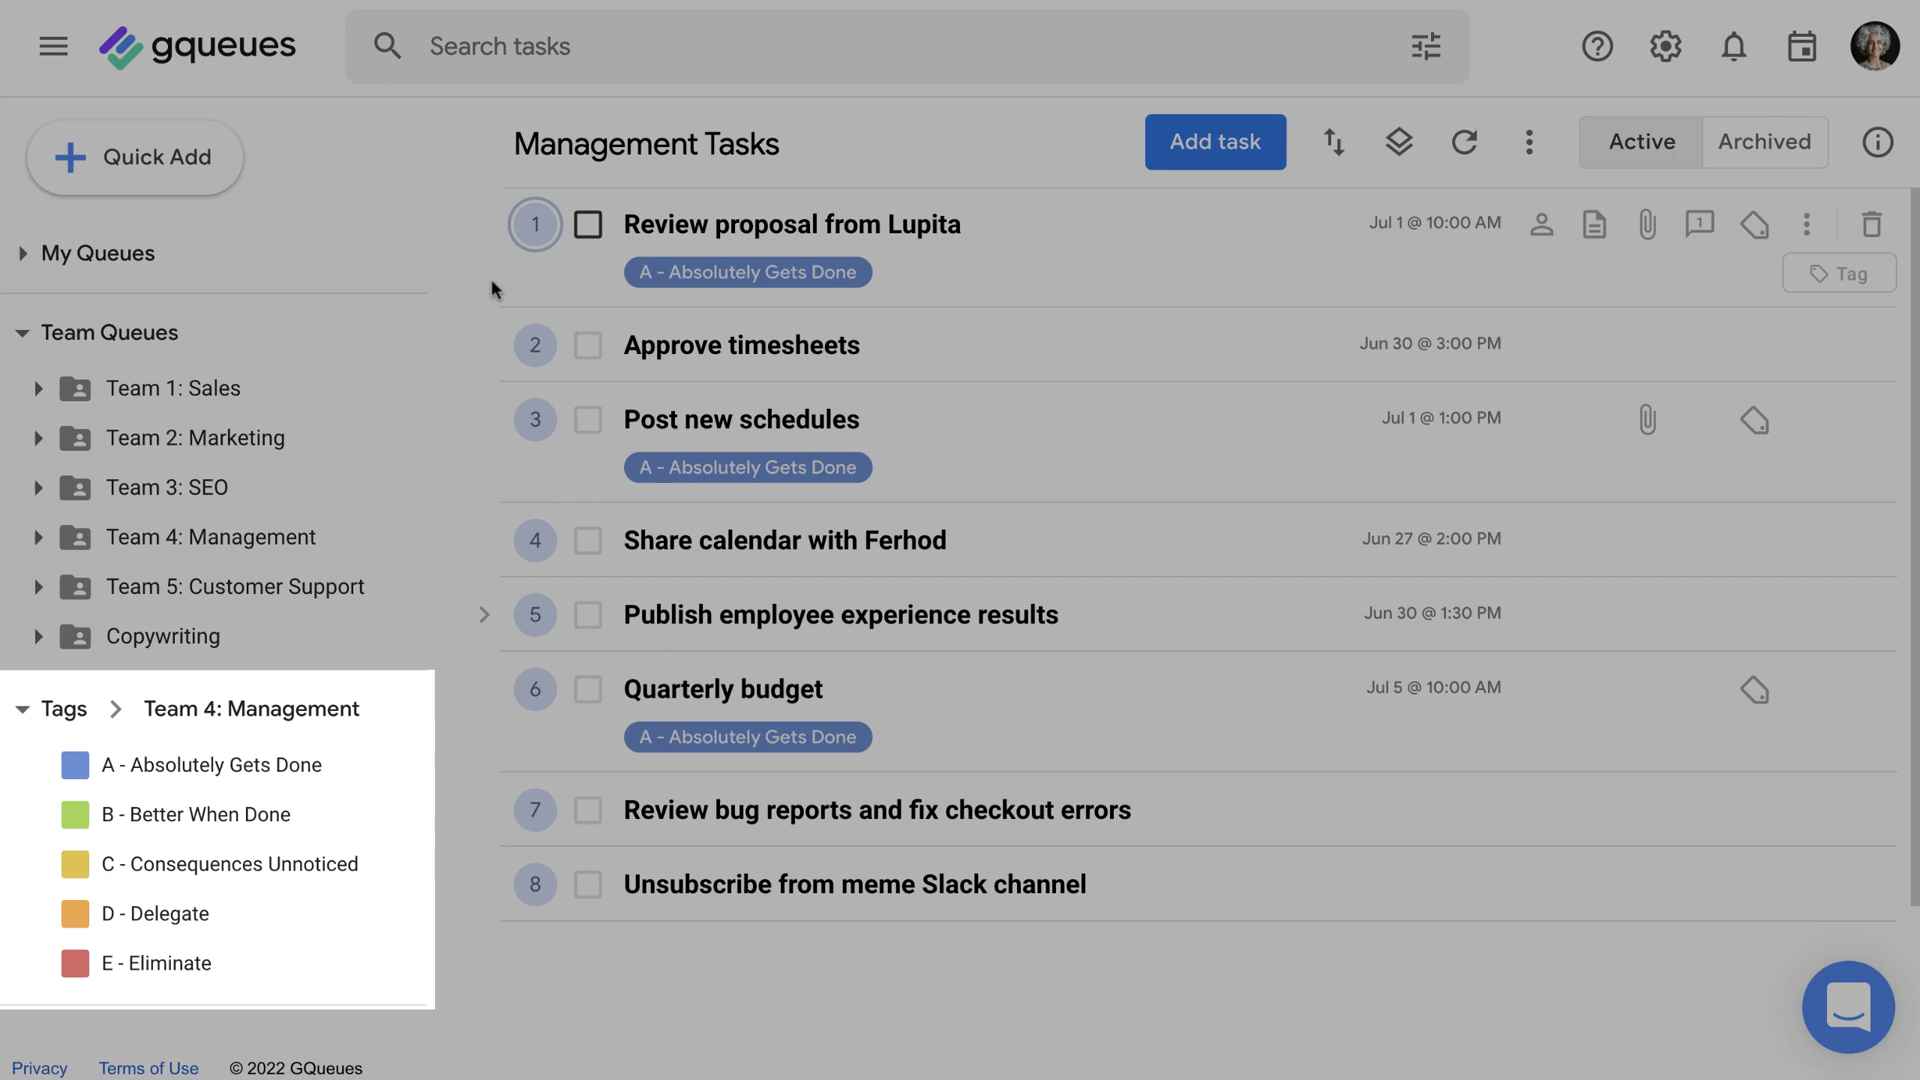 gqueues
Search tasks
Quick Add
My Queues
Team Queues
Team 1: Sales
Team 2: Marketing
Team 3: SEO
Team 4: Management
Team 5: Customer Support
Copywriting
Tags > Team 4: Management
A - Absolutely Gets Done
B - Better When Done
C - Consequences Unnoticed
D - Delegate
E - Eliminate
Privacy Terms of Use © 2022 GQueues
Management Tasks
Add task
Active Archived
1 Review proposal from Lupita Jul 1 @ 10:00 AM 1
A - Absolutely Gets Done
Tag
2 Approve timesheets Jun 30 @ 3:00 PM
3 Post new schedules Jul 1 @ 1:00 PM
A - Absolutely Gets Done
4 Share calendar with Ferhod Jun 27 @ 2:00 PM
5 Publish employee experience results Jun 30 @ 1:30 PM
6 Quarterly budget Jul 5 @ 10:00 AM
A - Absolutely Gets Done
7 Review bug reports and fix checkout errors
8 Unsubscribe from meme Slack channel